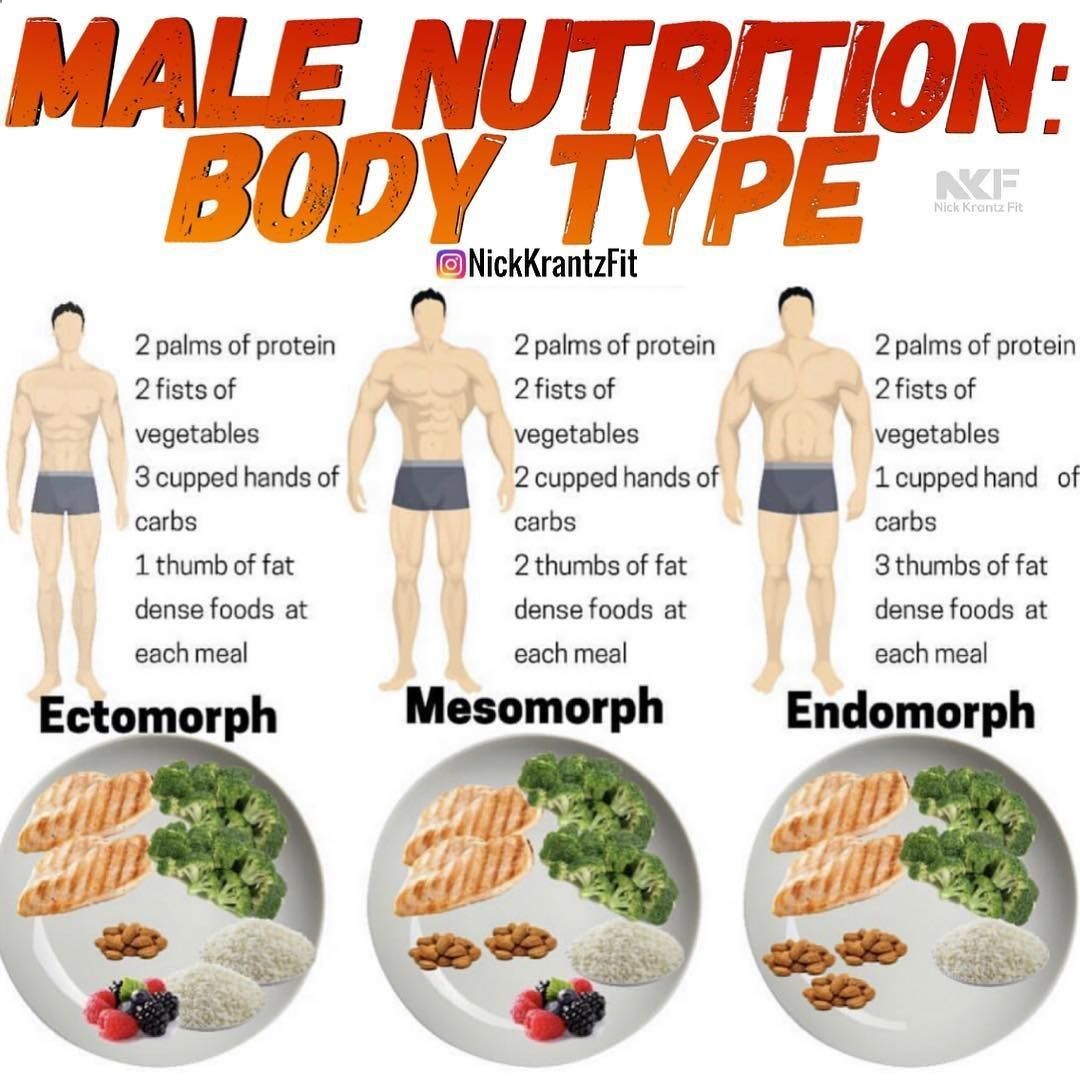 MALE NUTRITION:
BODY TYPE
NKF
Nick Krantz Fit
NickKrantzFit
2 palms of protein
2 fists of
vegetables
3 cupped hands of
carbs
1 thumb of fat
dense foods at
each meal
Ectomorph
2 palms of protein
2 fists of
vegetables
2 cupped hands of
carbs
2 thumbs of fat
dense foods at
each meal
Mesomorph
2 palms of protein
2 fists of
vegetables
1 cupped hand of
carbs
3 thumbs of fat
dense foods at
each meal
Endomorph